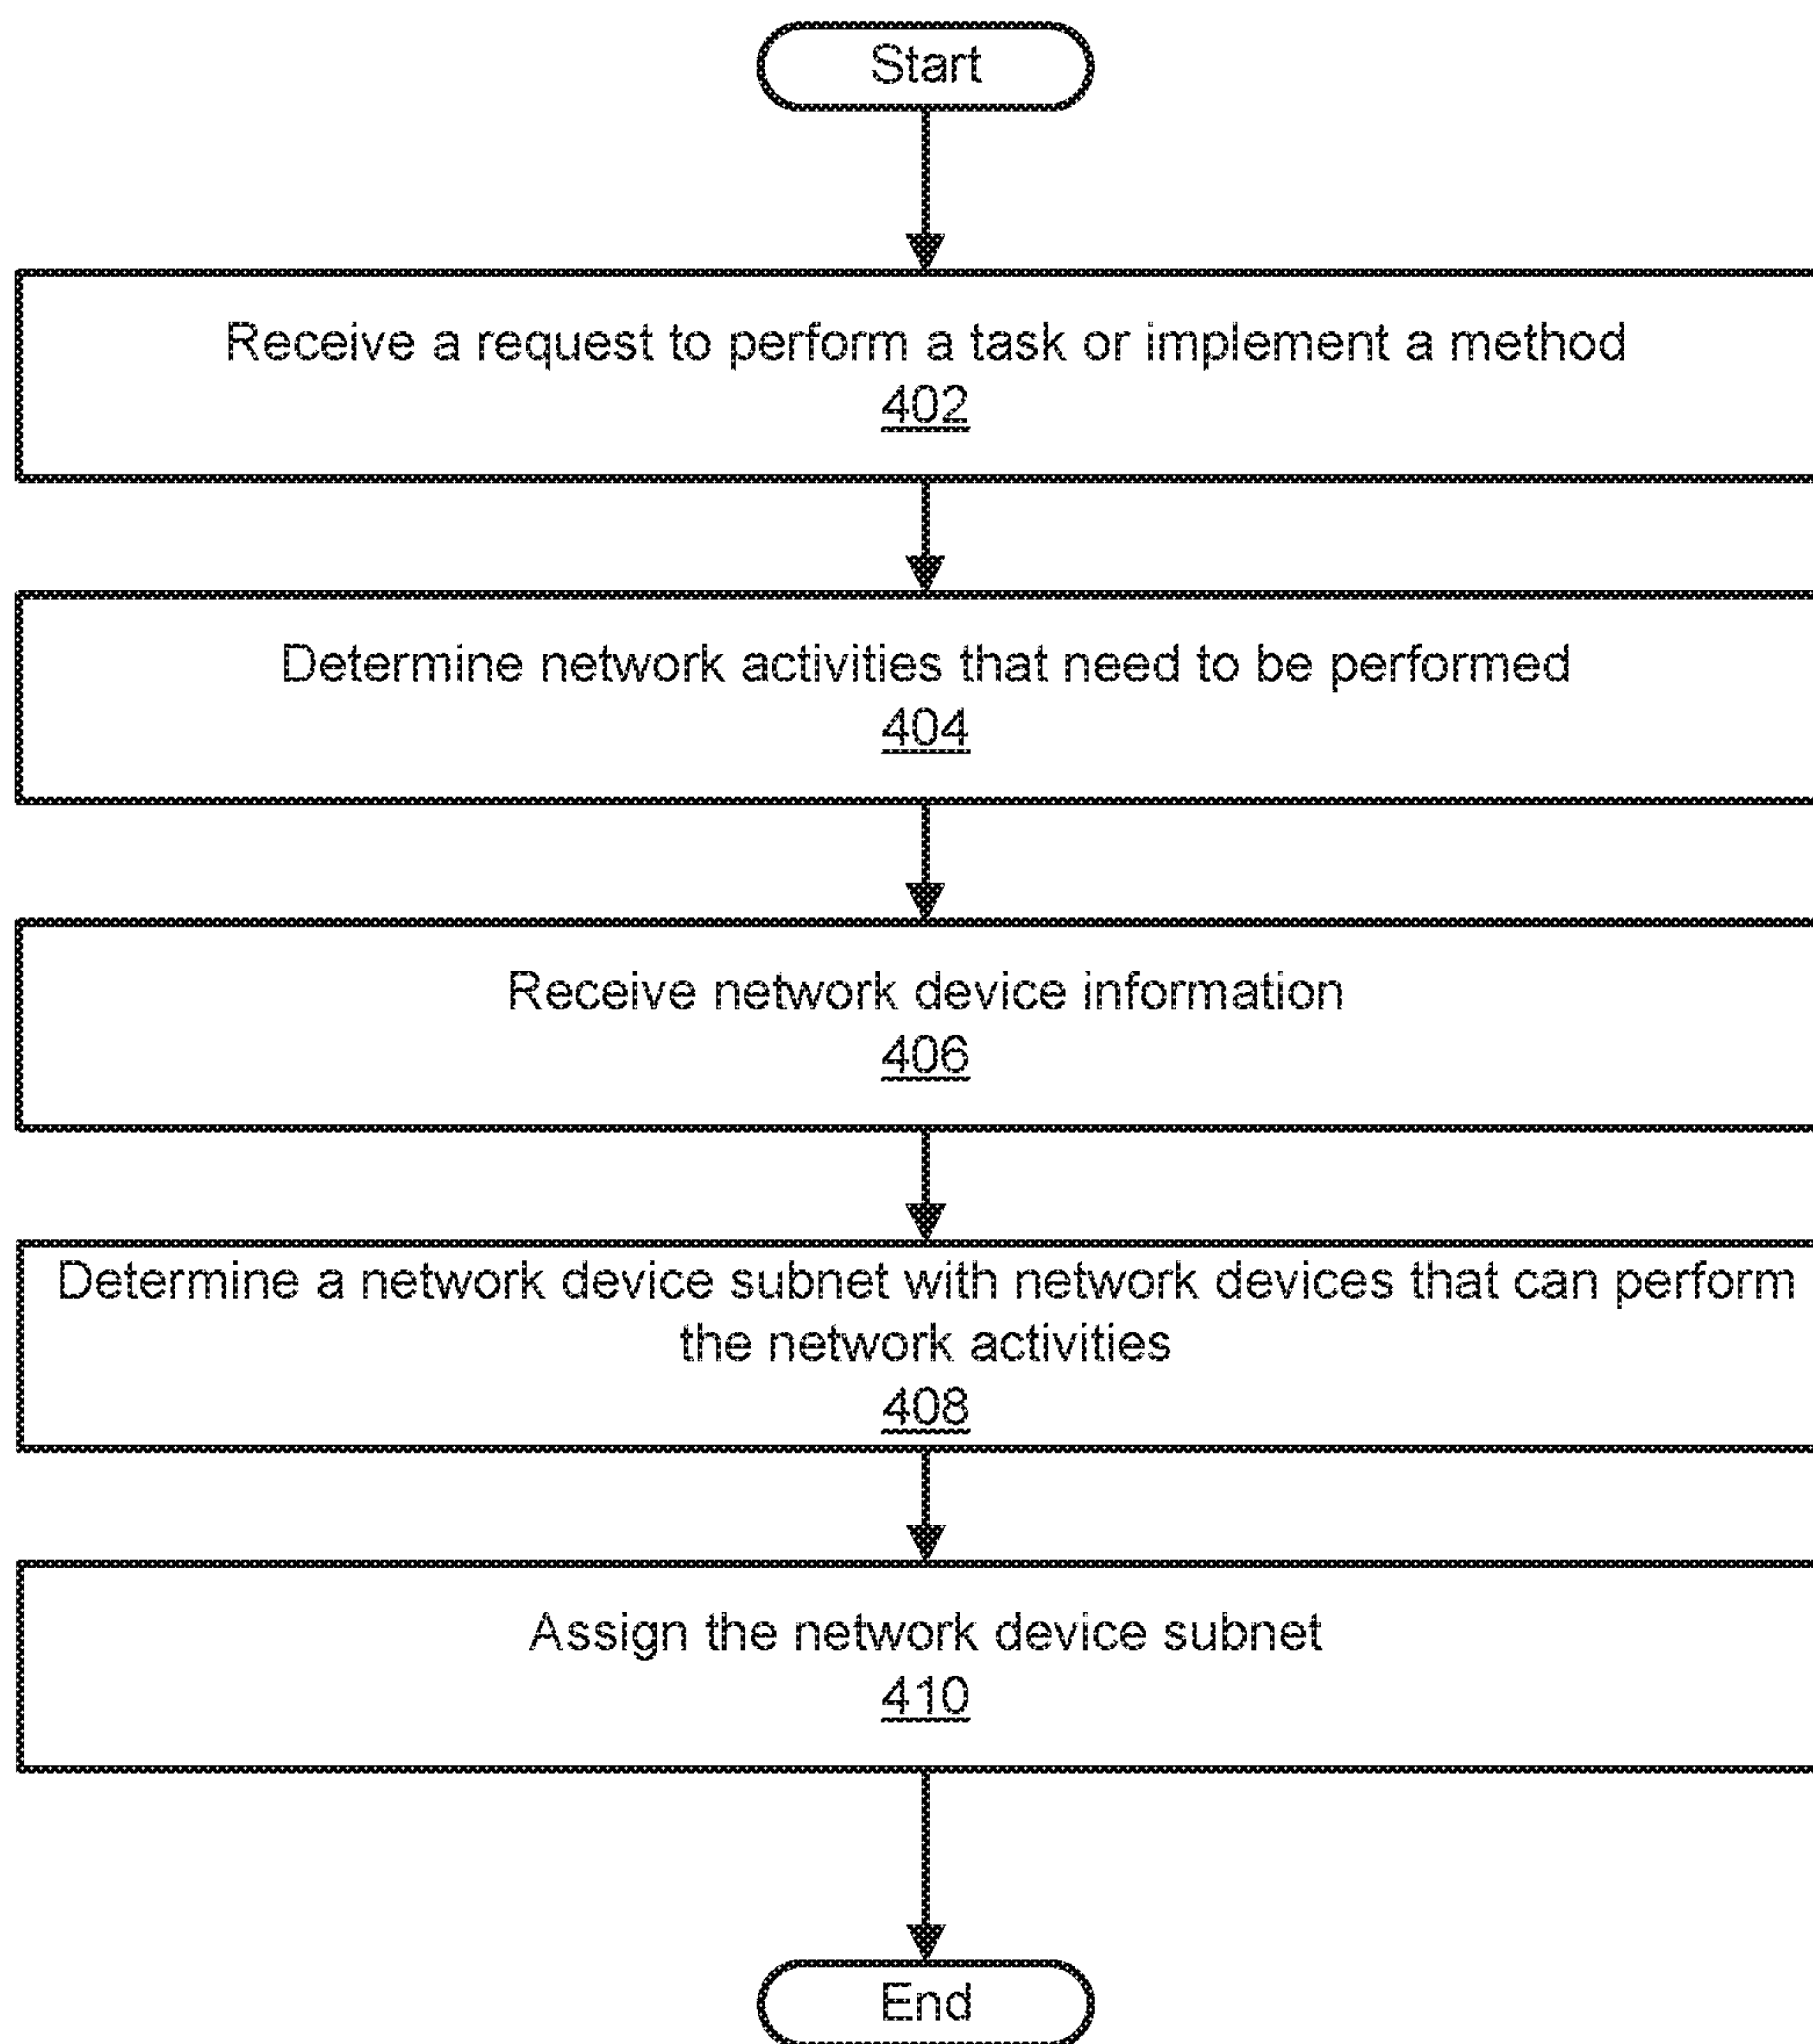 Start
Receive a request to perform a task or implement a method
402
Determine network activities that need to be performed
404
Receive network device information
406
Determine a network device subnet with network devices that can perform
the network activities
408
Assign the network device subnet
410
End